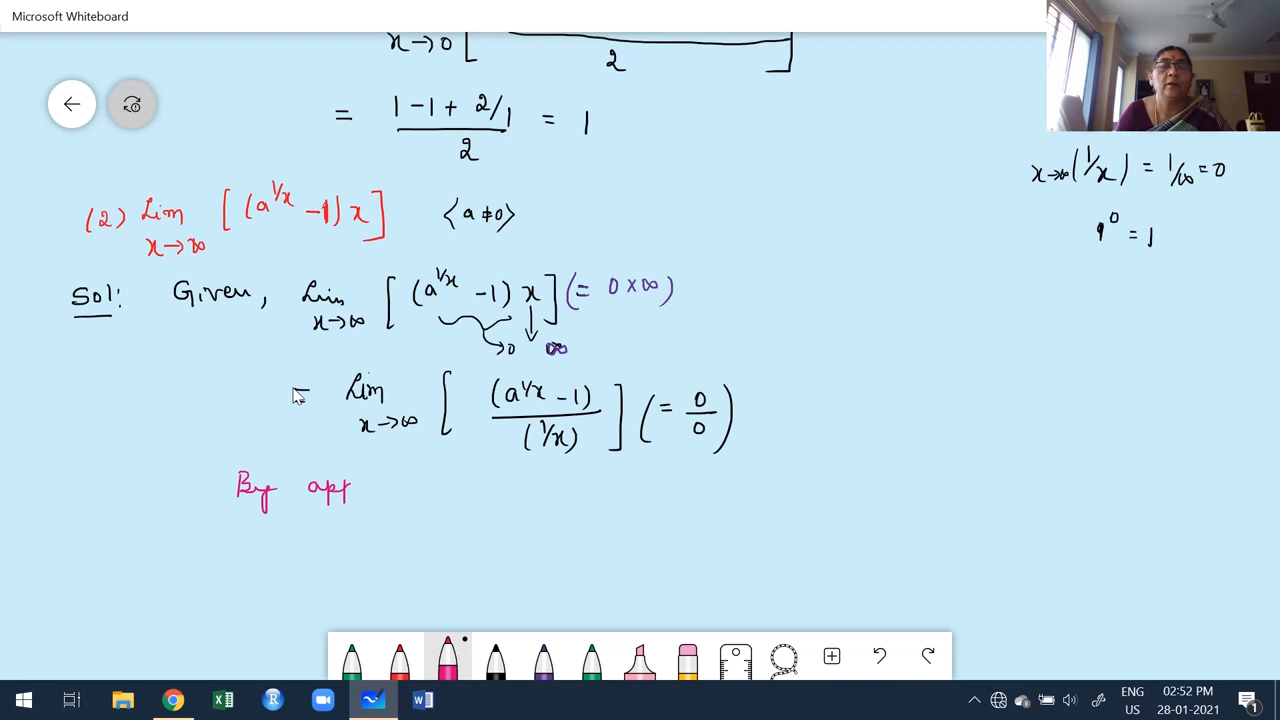 Microsoft Whiteboard
x→0 [ 2 ]
= (1 - 1 + 2/1)/2 = 1
x→∞ (1/x) = 1/∞ = 0
a^0 = 1
(2) Lim x→∞ [(a^{1/x} - 1) x] <a ≠ 0>
Sol: Given, Lim x→∞ [(a^{1/x} - 1) x] (= 0 × ∞)
→0 ∞
= Lim x→∞ [(a^{1/x} - 1)/(1/x)] (= 0/0)
By app
ENG 02:52 PM
US 28-01-2021
1